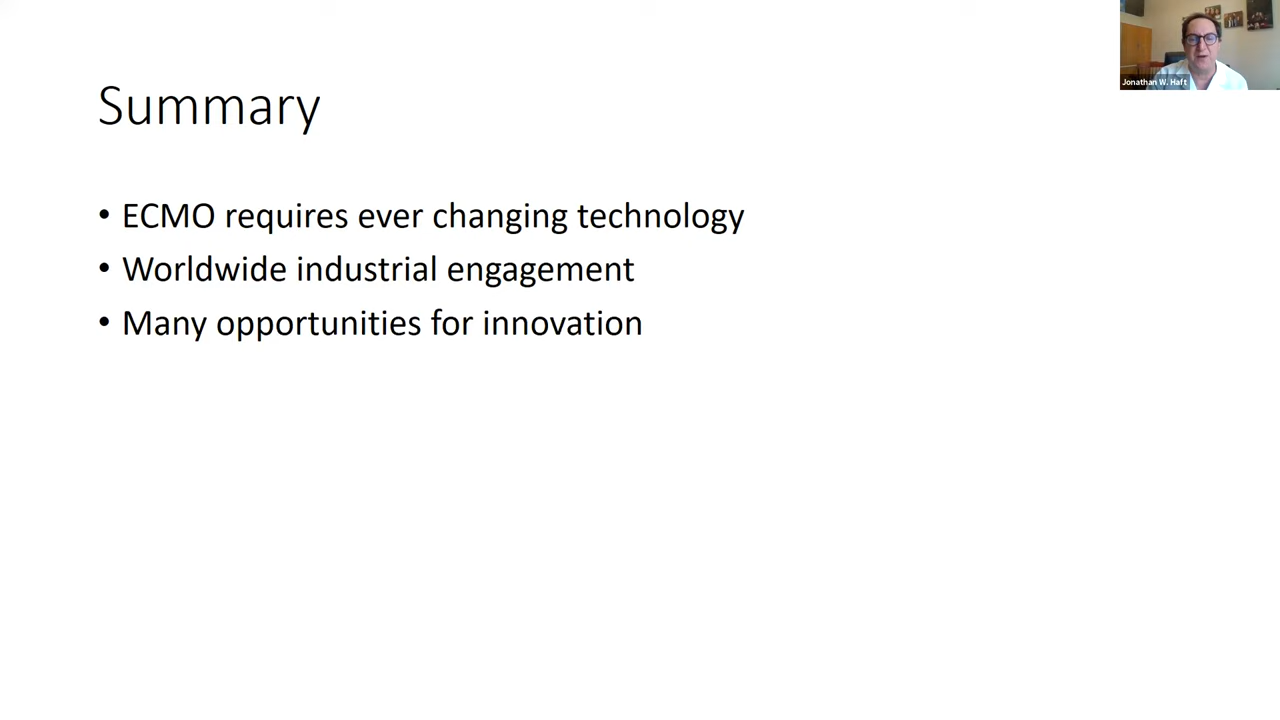 Jonathan W. Haft
Summary
• ECMO requires ever changing technology
• Worldwide industrial engagement
• Many opportunities for innovation